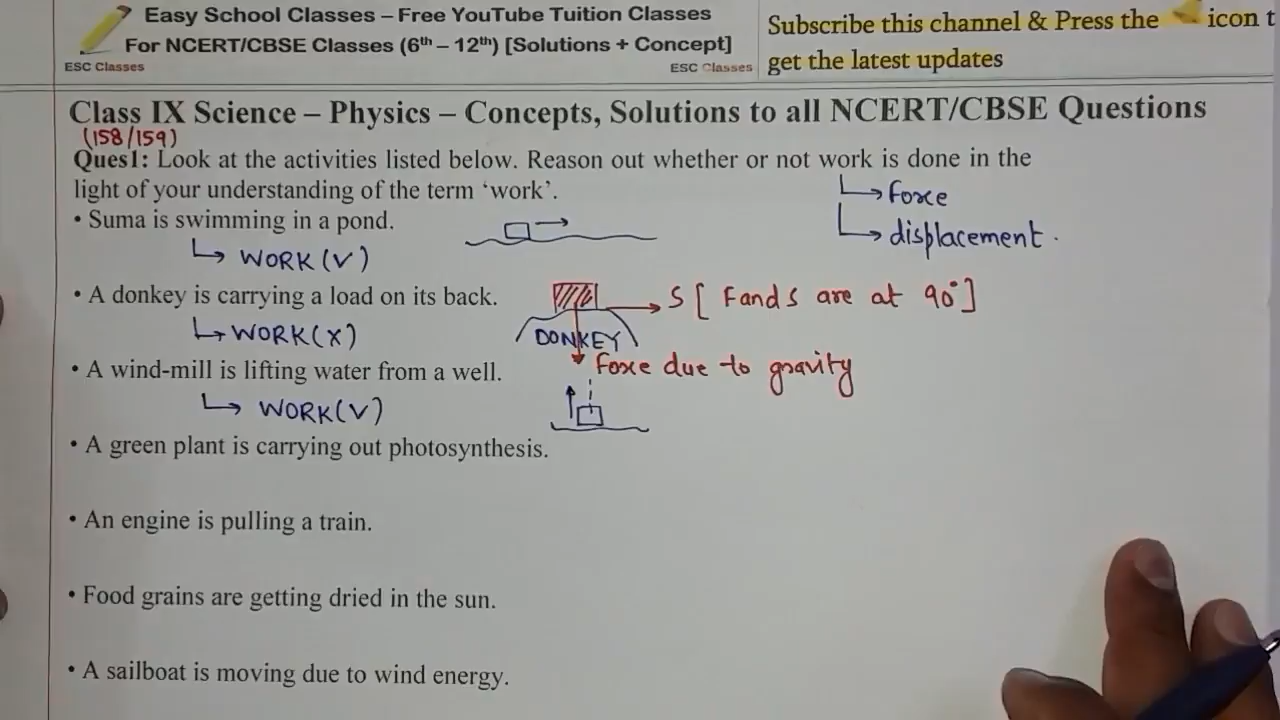 Easy School Classes – Free YouTube Tuition Classes
For NCERT/CBSE Classes (6th – 12th) [Solutions + Concept]
ESC Classes
ESC Classes
Subscribe this channel & Press the icon t
get the latest updates
Class IX Science – Physics – Concepts, Solutions to all NCERT/CBSE Questions
(158/159)
Ques1: Look at the activities listed below. Reason out whether or not work is done in the
light of your understanding of the term ‘work’.
↳ Force
↳ displacement.
• Suma is swimming in a pond.
↳ WORK(√)
• A donkey is carrying a load on its back.
S [ F and S are at 90° ]
↳ WORK(X)
DONKEY
Force due to gravity
• A wind-mill is lifting water from a well.
↳ WORK(√)
• A green plant is carrying out photosynthesis.
• An engine is pulling a train.
• Food grains are getting dried in the sun.
• A sailboat is moving due to wind energy.